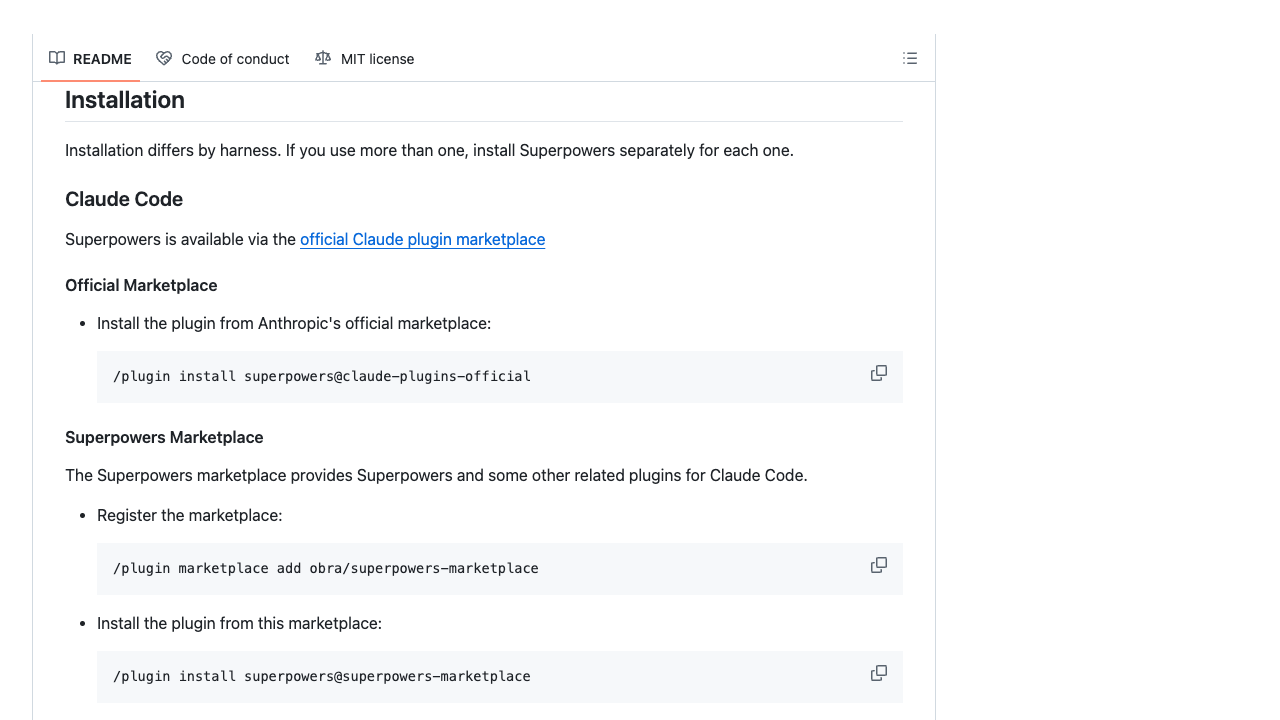 README
Code of conduct
MIT license
Installation
Installation differs by harness. If you use more than one, install Superpowers separately for each one.
Claude Code
Superpowers is available via the official Claude plugin marketplace
Official Marketplace
Install the plugin from Anthropic's official marketplace:
/plugin install superpowers@claude-plugins-official
Superpowers Marketplace
The Superpowers marketplace provides Superpowers and some other related plugins for Claude Code.
Register the marketplace:
/plugin marketplace add obra/superpowers-marketplace
Install the plugin from this marketplace:
/plugin install superpowers@superpowers-marketplace